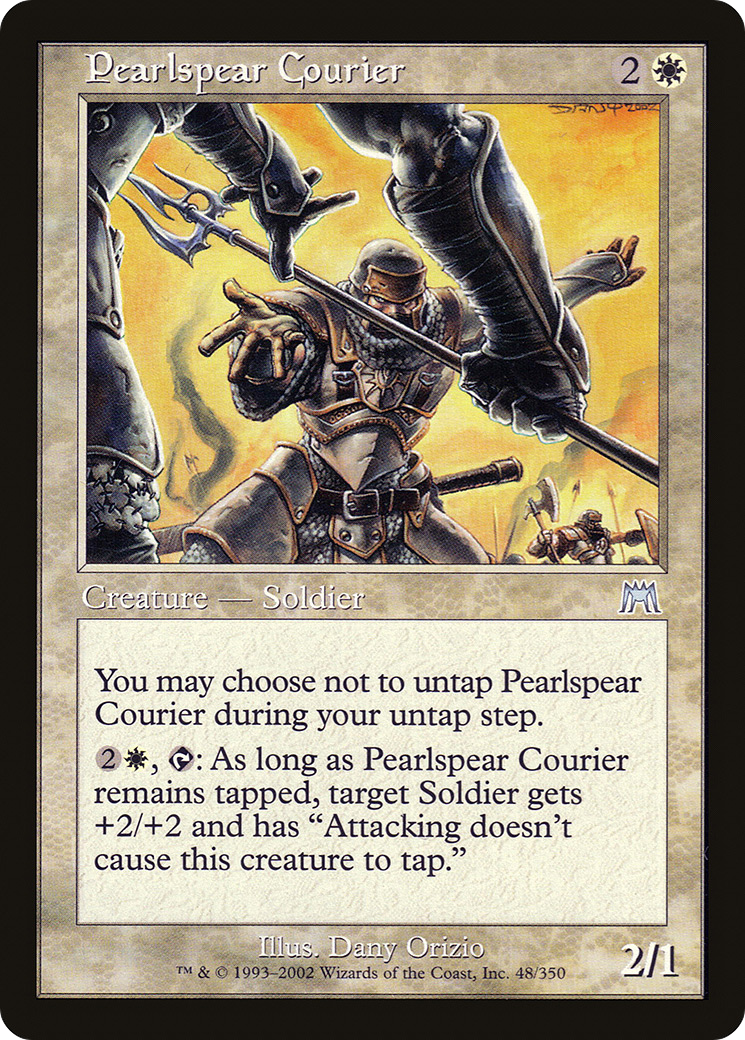 Pearlspear Courier 2
DANY 2002
Creature — Soldier
You may choose not to untap Pearlspear
Courier during your untap step.
2, : As long as Pearlspear Courier
remains tapped, target Soldier gets
+2/+2 and has “Attacking doesn’t
cause this creature to tap.”
Illus. Dany Orizio
™ & © 1993–2002 Wizards of the Coast, Inc. 48/350
2/1